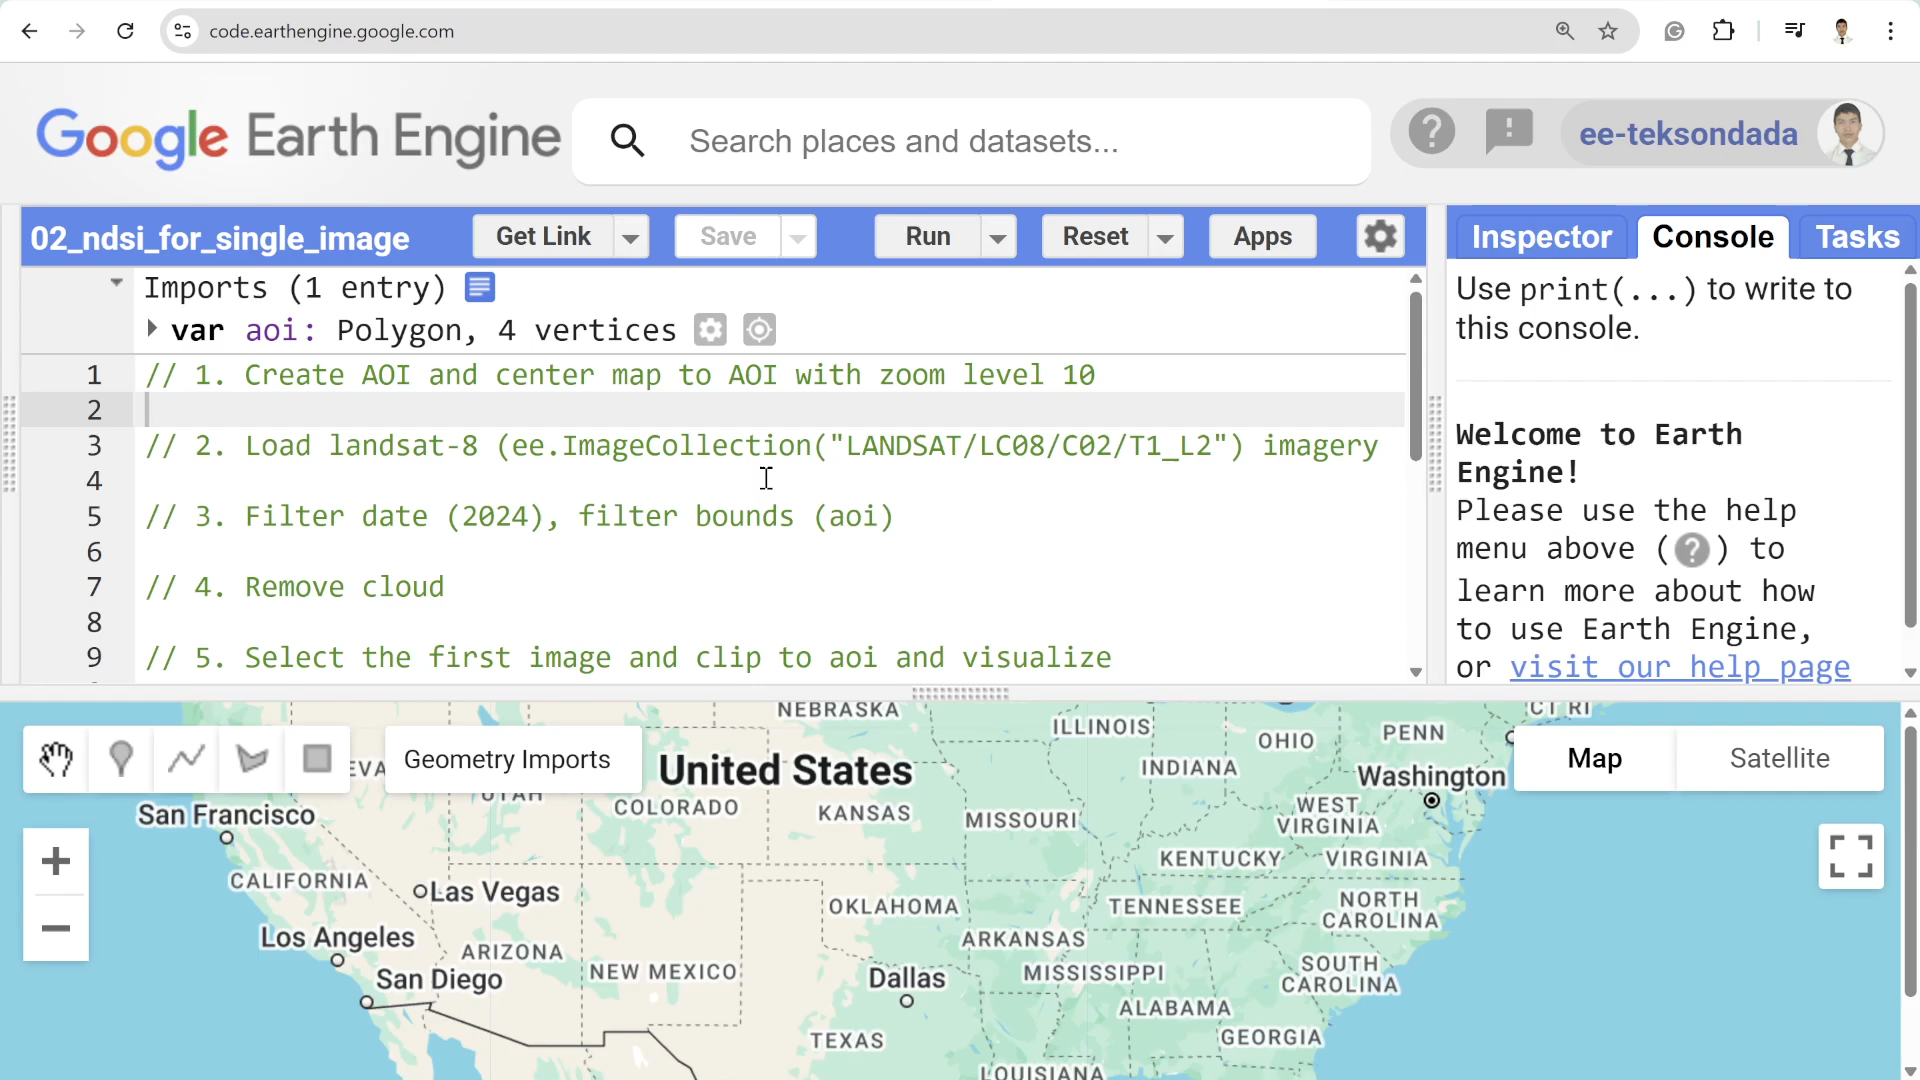 code.earthengine.google.com
Google Earth Engine
Search places and datasets...
ee-teksondada
02_ndsi_for_single_image
Get Link
Save
Run
Reset
Apps
Inspector
Console
Tasks
Imports (1 entry)
var aoi: Polygon, 4 vertices
1 // 1. Create AOI and center map to AOI with zoom level 10
2
3 // 2. Load landsat-8 (ee.ImageCollection("LANDSAT/LC08/C02/T1_L2") imagery
4
5 // 3. Filter date (2024), filter bounds (aoi)
6
7 // 4. Remove cloud
8
9 // 5. Select the first image and clip to aoi and visualize
Use print(...) to write to
this console.
Welcome to Earth
Engine!
Please use the help
menu above (?) to
learn more about how
to use Earth Engine,
or visit our help page
Geometry Imports
Map
Satellite
NEBRASKA
ILLINOIS
OHIO
PENN
CT RI
United States
INDIANA
Washington
EVA
UTAH
COLORADO
KANSAS
MISSOURI
WEST
VIRGINIA
San Francisco
KENTUCKY
VIRGINIA
CALIFORNIA
Las Vegas
OKLAHOMA
TENNESSEE
NORTH
CAROLINA
Los Angeles
ARIZONA
NEW MEXICO
ARKANSAS
San Diego
Dallas
MISSISSIPPI
SOUTH
CAROLINA
ALABAMA
TEXAS
GEORGIA
LOUISIANA